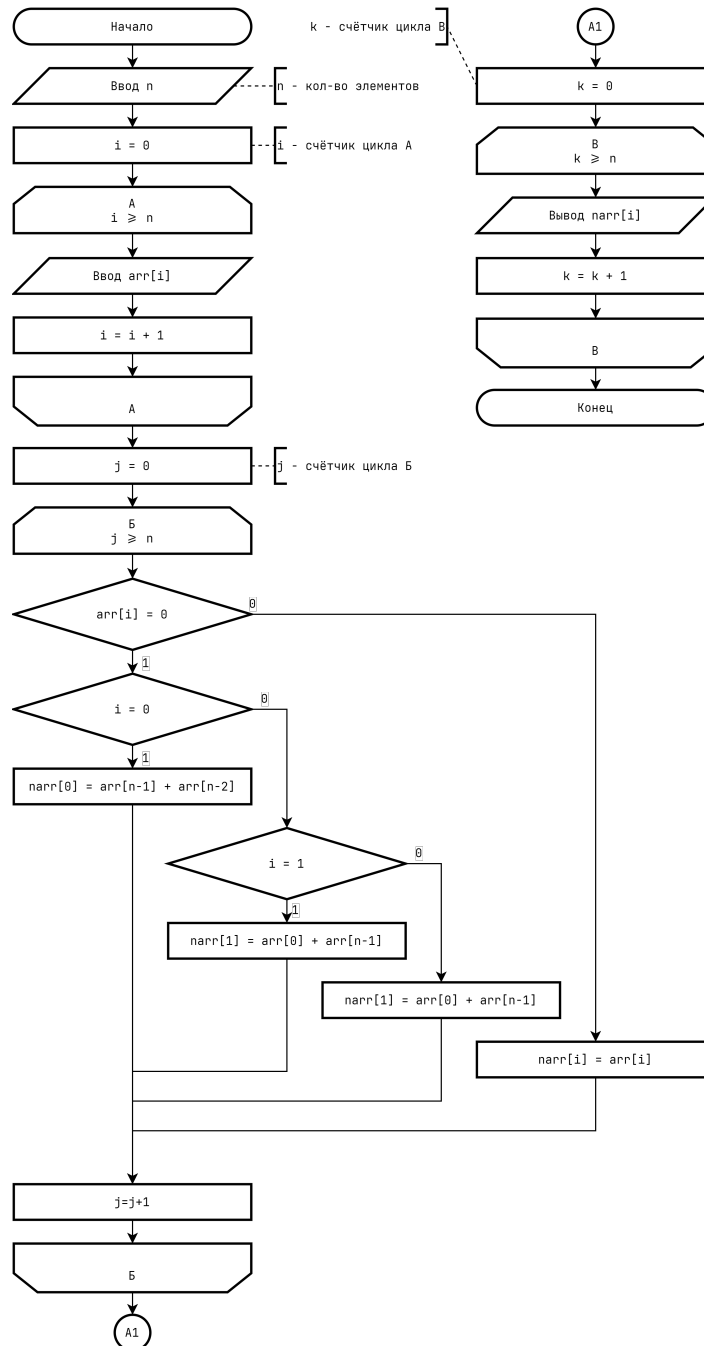 Начало
Ввод n
n - кол-во элементов
i = 0
i - счётчик цикла А
А
i ⩾ n
Ввод arr[i]
i = i + 1
А
j = 0
j - счётчик цикла Б
Б
j ⩾ n
arr[i] = 0
0
1
i = 0
0
1
narr[0] = arr[n-1] + arr[n-2]
i = 1
0
1
narr[1] = arr[0] + arr[n-1]
narr[1] = arr[0] + arr[n-1]
narr[i] = arr[i]
j=j+1
Б
А1
k - счётчик цикла В
А1
k = 0
В
k ⩾ n
Вывод narr[i]
k = k + 1
В
Конец